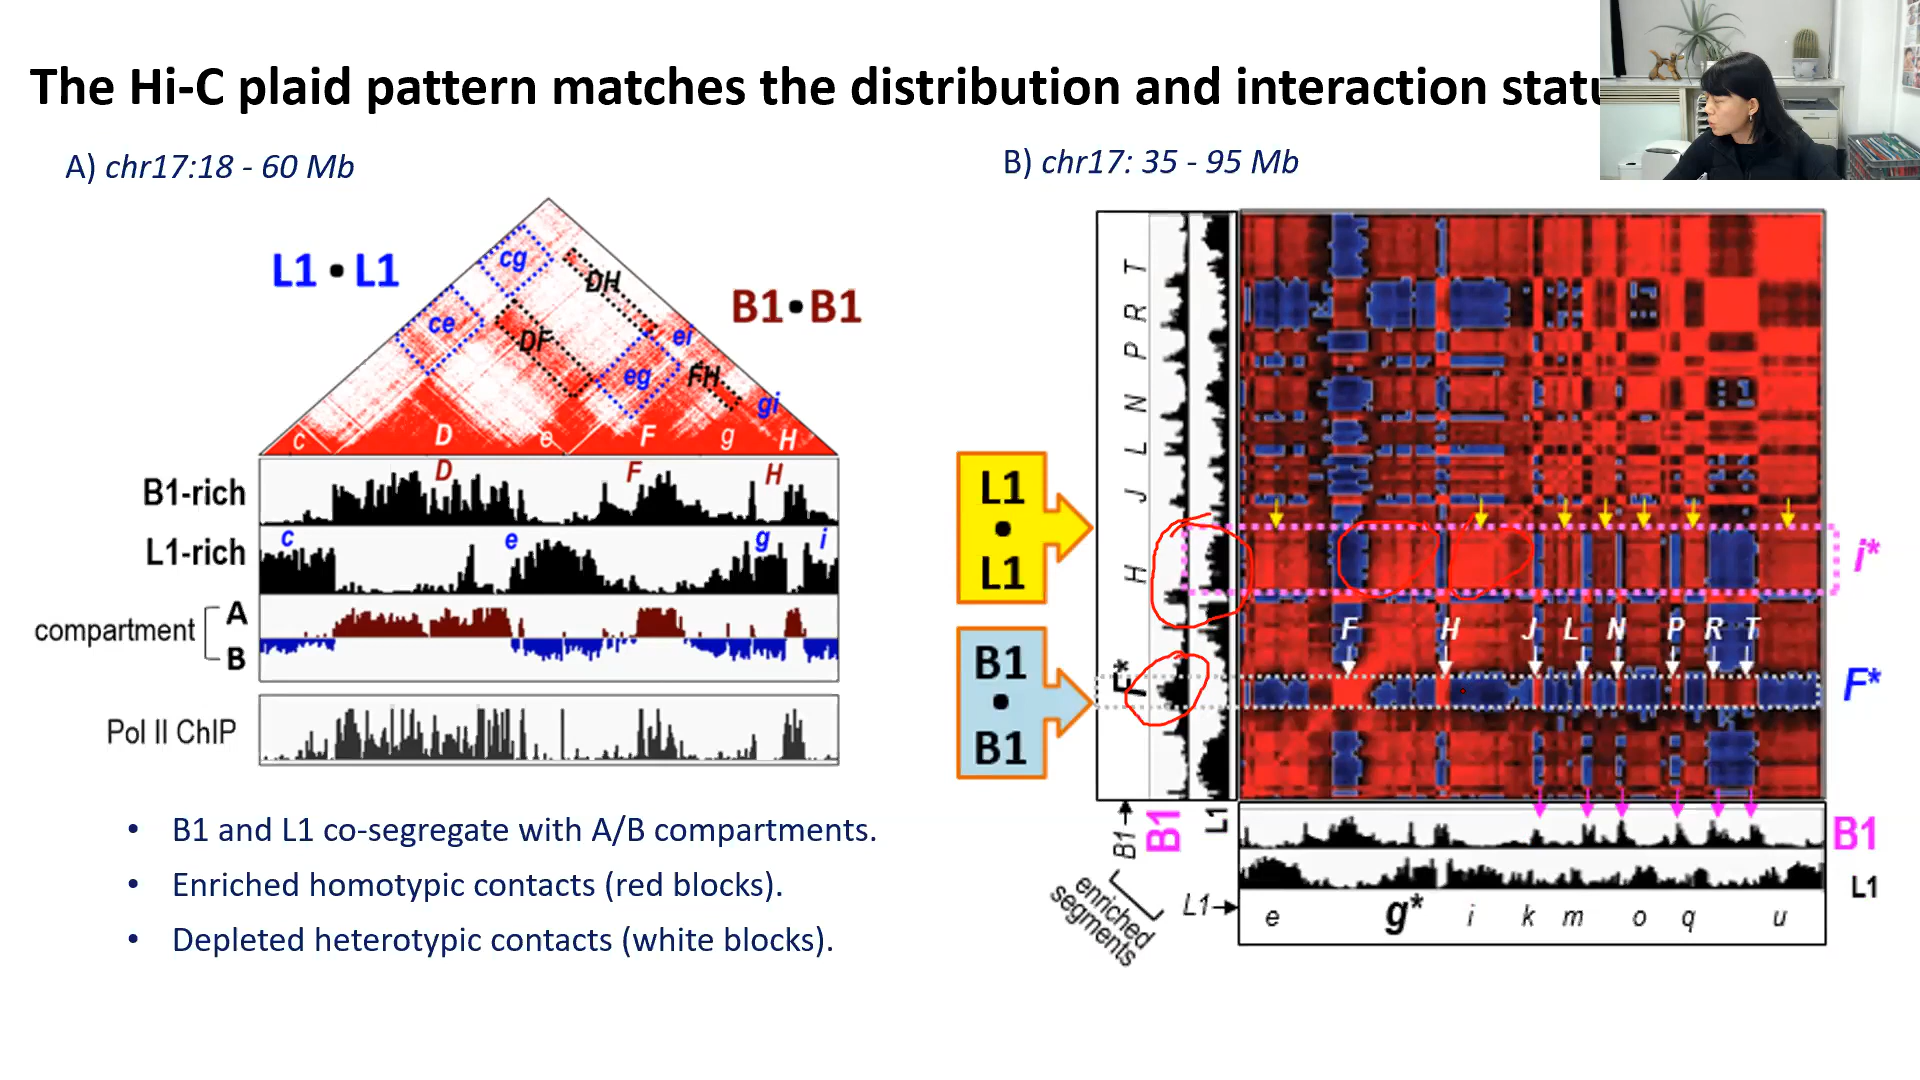 The Hi-C plaid pattern matches the distribution and interaction statu
A) chr17:18 - 60 Mb
L1 • L1
B1•B1
cg
DH
ce
DF
ei
eg
FH
gi
c
D
e
F
g
H
B1-rich
D
F
H
L1-rich
c
e
g
i
compartment
A
B
Pol II ChIP
• B1 and L1 co-segregate with A/B compartments.
• Enriched homotypic contacts (red blocks).
• Depleted heterotypic contacts (white blocks).
B) chr17: 35 - 95 Mb
L1
•
L1
B1
•
B1
T
R
P
N
L
J
H
F*
i*
F H J L N P R T
F*
B1
B1
L1
enriched
segments
L1
B1
L1
e g* i k m o q u